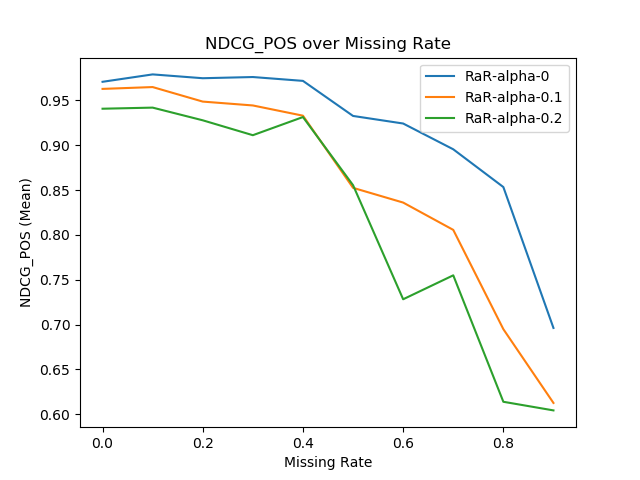 NDCG_POS over Missing Rate
RaR-alpha-0
RaR-alpha-0.1
RaR-alpha-0.2
NDCG_POS (Mean)
0.95
0.90
0.85
0.80
0.75
0.70
0.65
0.60
0.0 0.2 0.4 0.6 0.8
Missing Rate